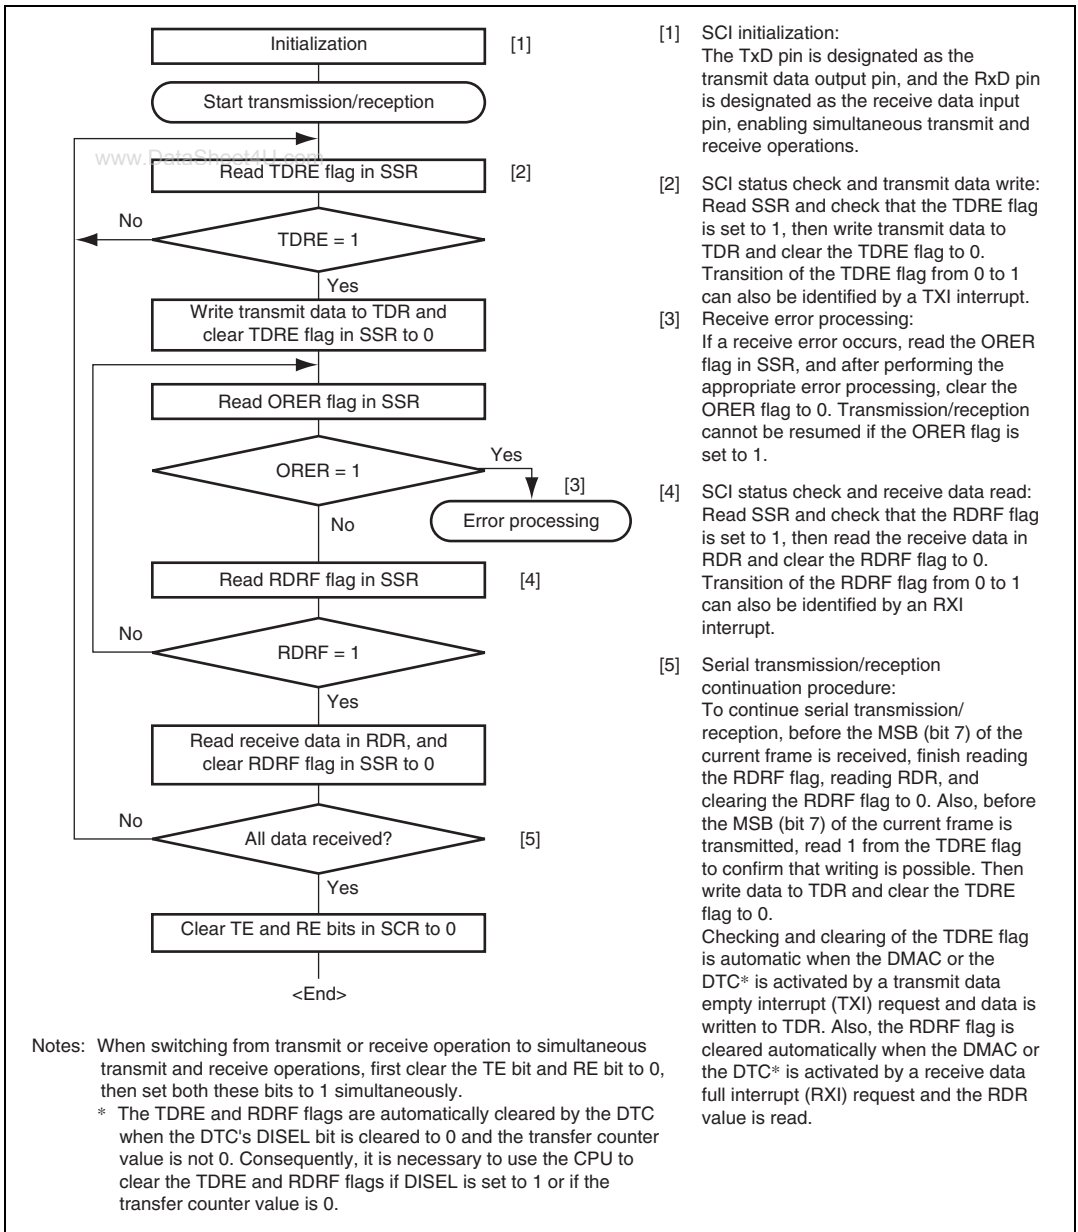 Initialization
[1]
Start transmission/reception
www.DataSheet4U.com
Read TDRE flag in SSR
[2]
No
TDRE = 1
Yes
Write transmit data to TDR and
clear TDRE flag in SSR to 0
Read ORER flag in SSR
ORER = 1
Yes
[3]
Error processing
No
Read RDRF flag in SSR
[4]
No
RDRF = 1
Yes
Read receive data in RDR, and
clear RDRF flag in SSR to 0
No
All data received?
[5]
Yes
Clear TE and RE bits in SCR to 0
<End>
[1] SCI initialization:
The TxD pin is designated as the
transmit data output pin, and the RxD pin
is designated as the receive data input
pin, enabling simultaneous transmit and
receive operations.
[2] SCI status check and transmit data write:
Read SSR and check that the TDRE flag
is set to 1, then write transmit data to
TDR and clear the TDRE flag to 0.
Transition of the TDRE flag from 0 to 1
can also be identified by a TXI interrupt.
[3] Receive error processing:
If a receive error occurs, read the ORER
flag in SSR, and after performing the
appropriate error processing, clear the
ORER flag to 0. Transmission/reception
cannot be resumed if the ORER flag is
set to 1.
[4] SCI status check and receive data read:
Read SSR and check that the RDRF flag
is set to 1, then read the receive data in
RDR and clear the RDRF flag to 0.
Transition of the RDRF flag from 0 to 1
can also be identified by an RXI
interrupt.
[5] Serial transmission/reception
continuation procedure:
To continue serial transmission/
reception, before the MSB (bit 7) of the
current frame is received, finish reading
the RDRF flag, reading RDR, and
clearing the RDRF flag to 0. Also, before
the MSB (bit 7) of the current frame is
transmitted, read 1 from the TDRE flag
to confirm that writing is possible. Then
write data to TDR and clear the TDRE
flag to 0.
Checking and clearing of the TDRE flag
is automatic when the DMAC or the
DTC* is activated by a transmit data
empty interrupt (TXI) request and data is
written to TDR. Also, the RDRF flag is
cleared automatically when the DMAC or
the DTC* is activated by a receive data
full interrupt (RXI) request and the RDR
value is read.
Notes: When switching from transmit or receive operation to simultaneous
transmit and receive operations, first clear the TE bit and RE bit to 0,
then set both these bits to 1 simultaneously.
* The TDRE and RDRF flags are automatically cleared by the DTC
when the DTC's DISEL bit is cleared to 0 and the transfer counter
value is not 0. Consequently, it is necessary to use the CPU to
clear the TDRE and RDRF flags if DISEL is set to 1 or if the
transfer counter value is 0.